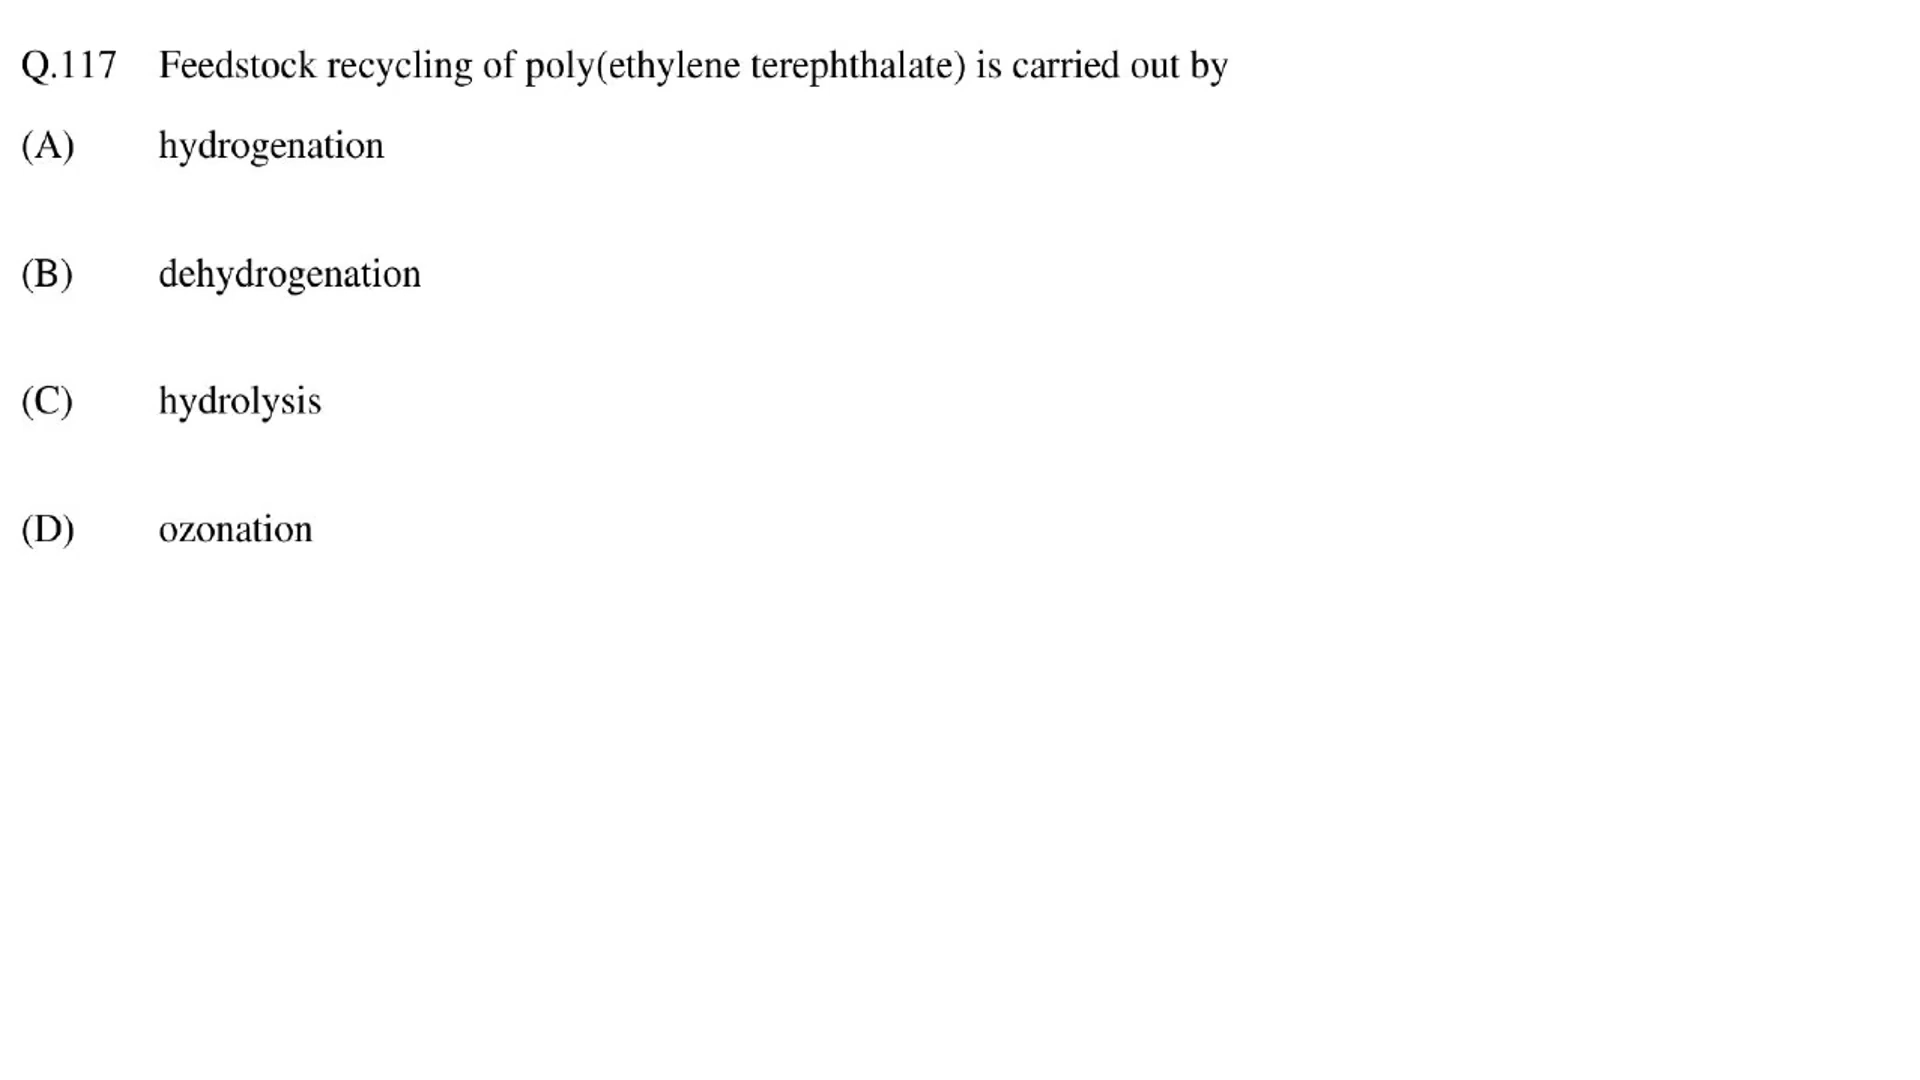 Q.117 Feedstock recycling of poly(ethylene terephthalate) is carried out by
(A) hydrogenation
(B) dehydrogenation
(C) hydrolysis
(D) ozonation